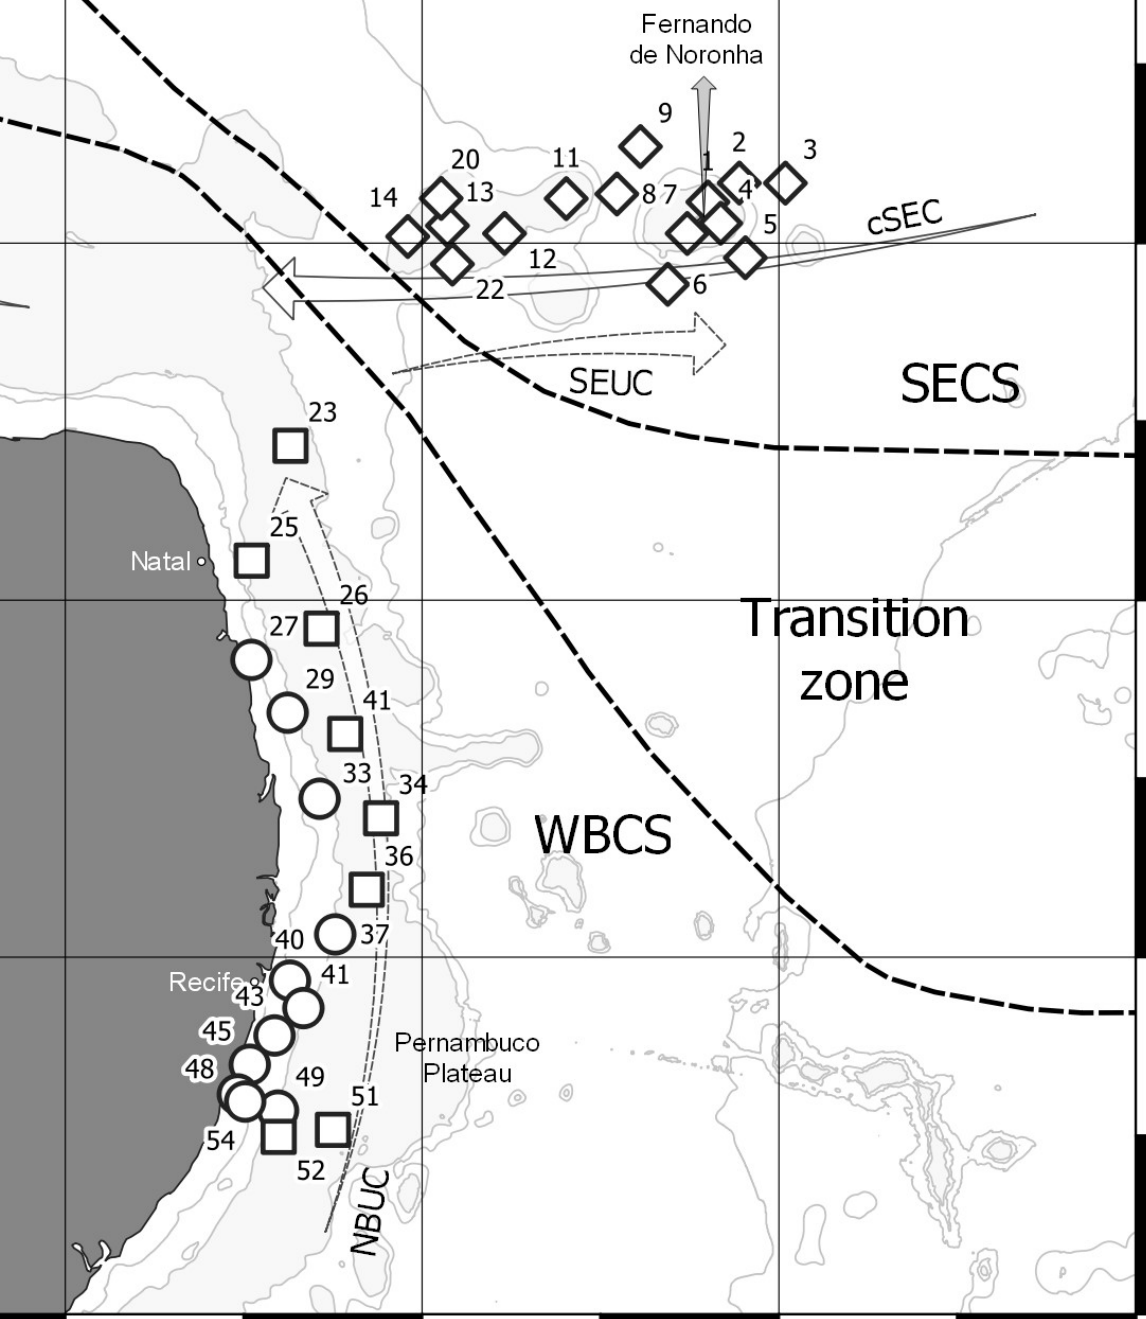 Fernando
de Noronha
9
2
3
1
20
11
14
13
8
7
4
5
cSEC
12
22
6
SEUC
SECS
23
25
Natal
26
27
Transition
zone
29
41
33
34
WBCS
36
37
40
41
Recife
43
45
Pernambuco
Plateau
48
49
51
54
52
NBUC